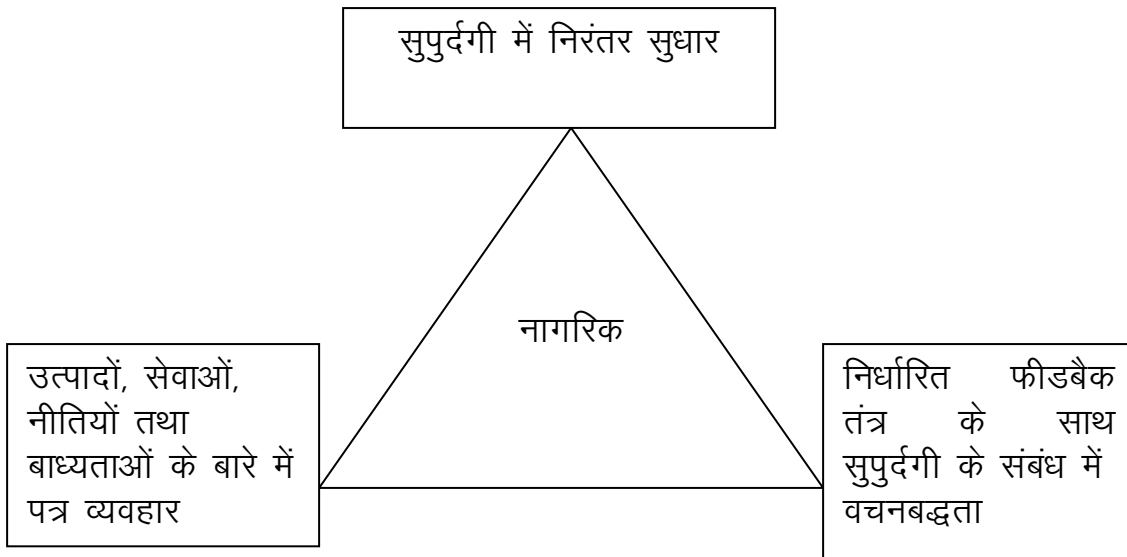 सुपुर्दगी में निरंतर सुधार
नागरिक
उत्पादों, सेवाओं,
नीतियों तथा
बाध्यताओं के बारे में
पत्र व्यवहार
निर्धारित फीडबैक
तंत्र के साथ
सुपुर्दगी के संबंध में
वचनबद्धता